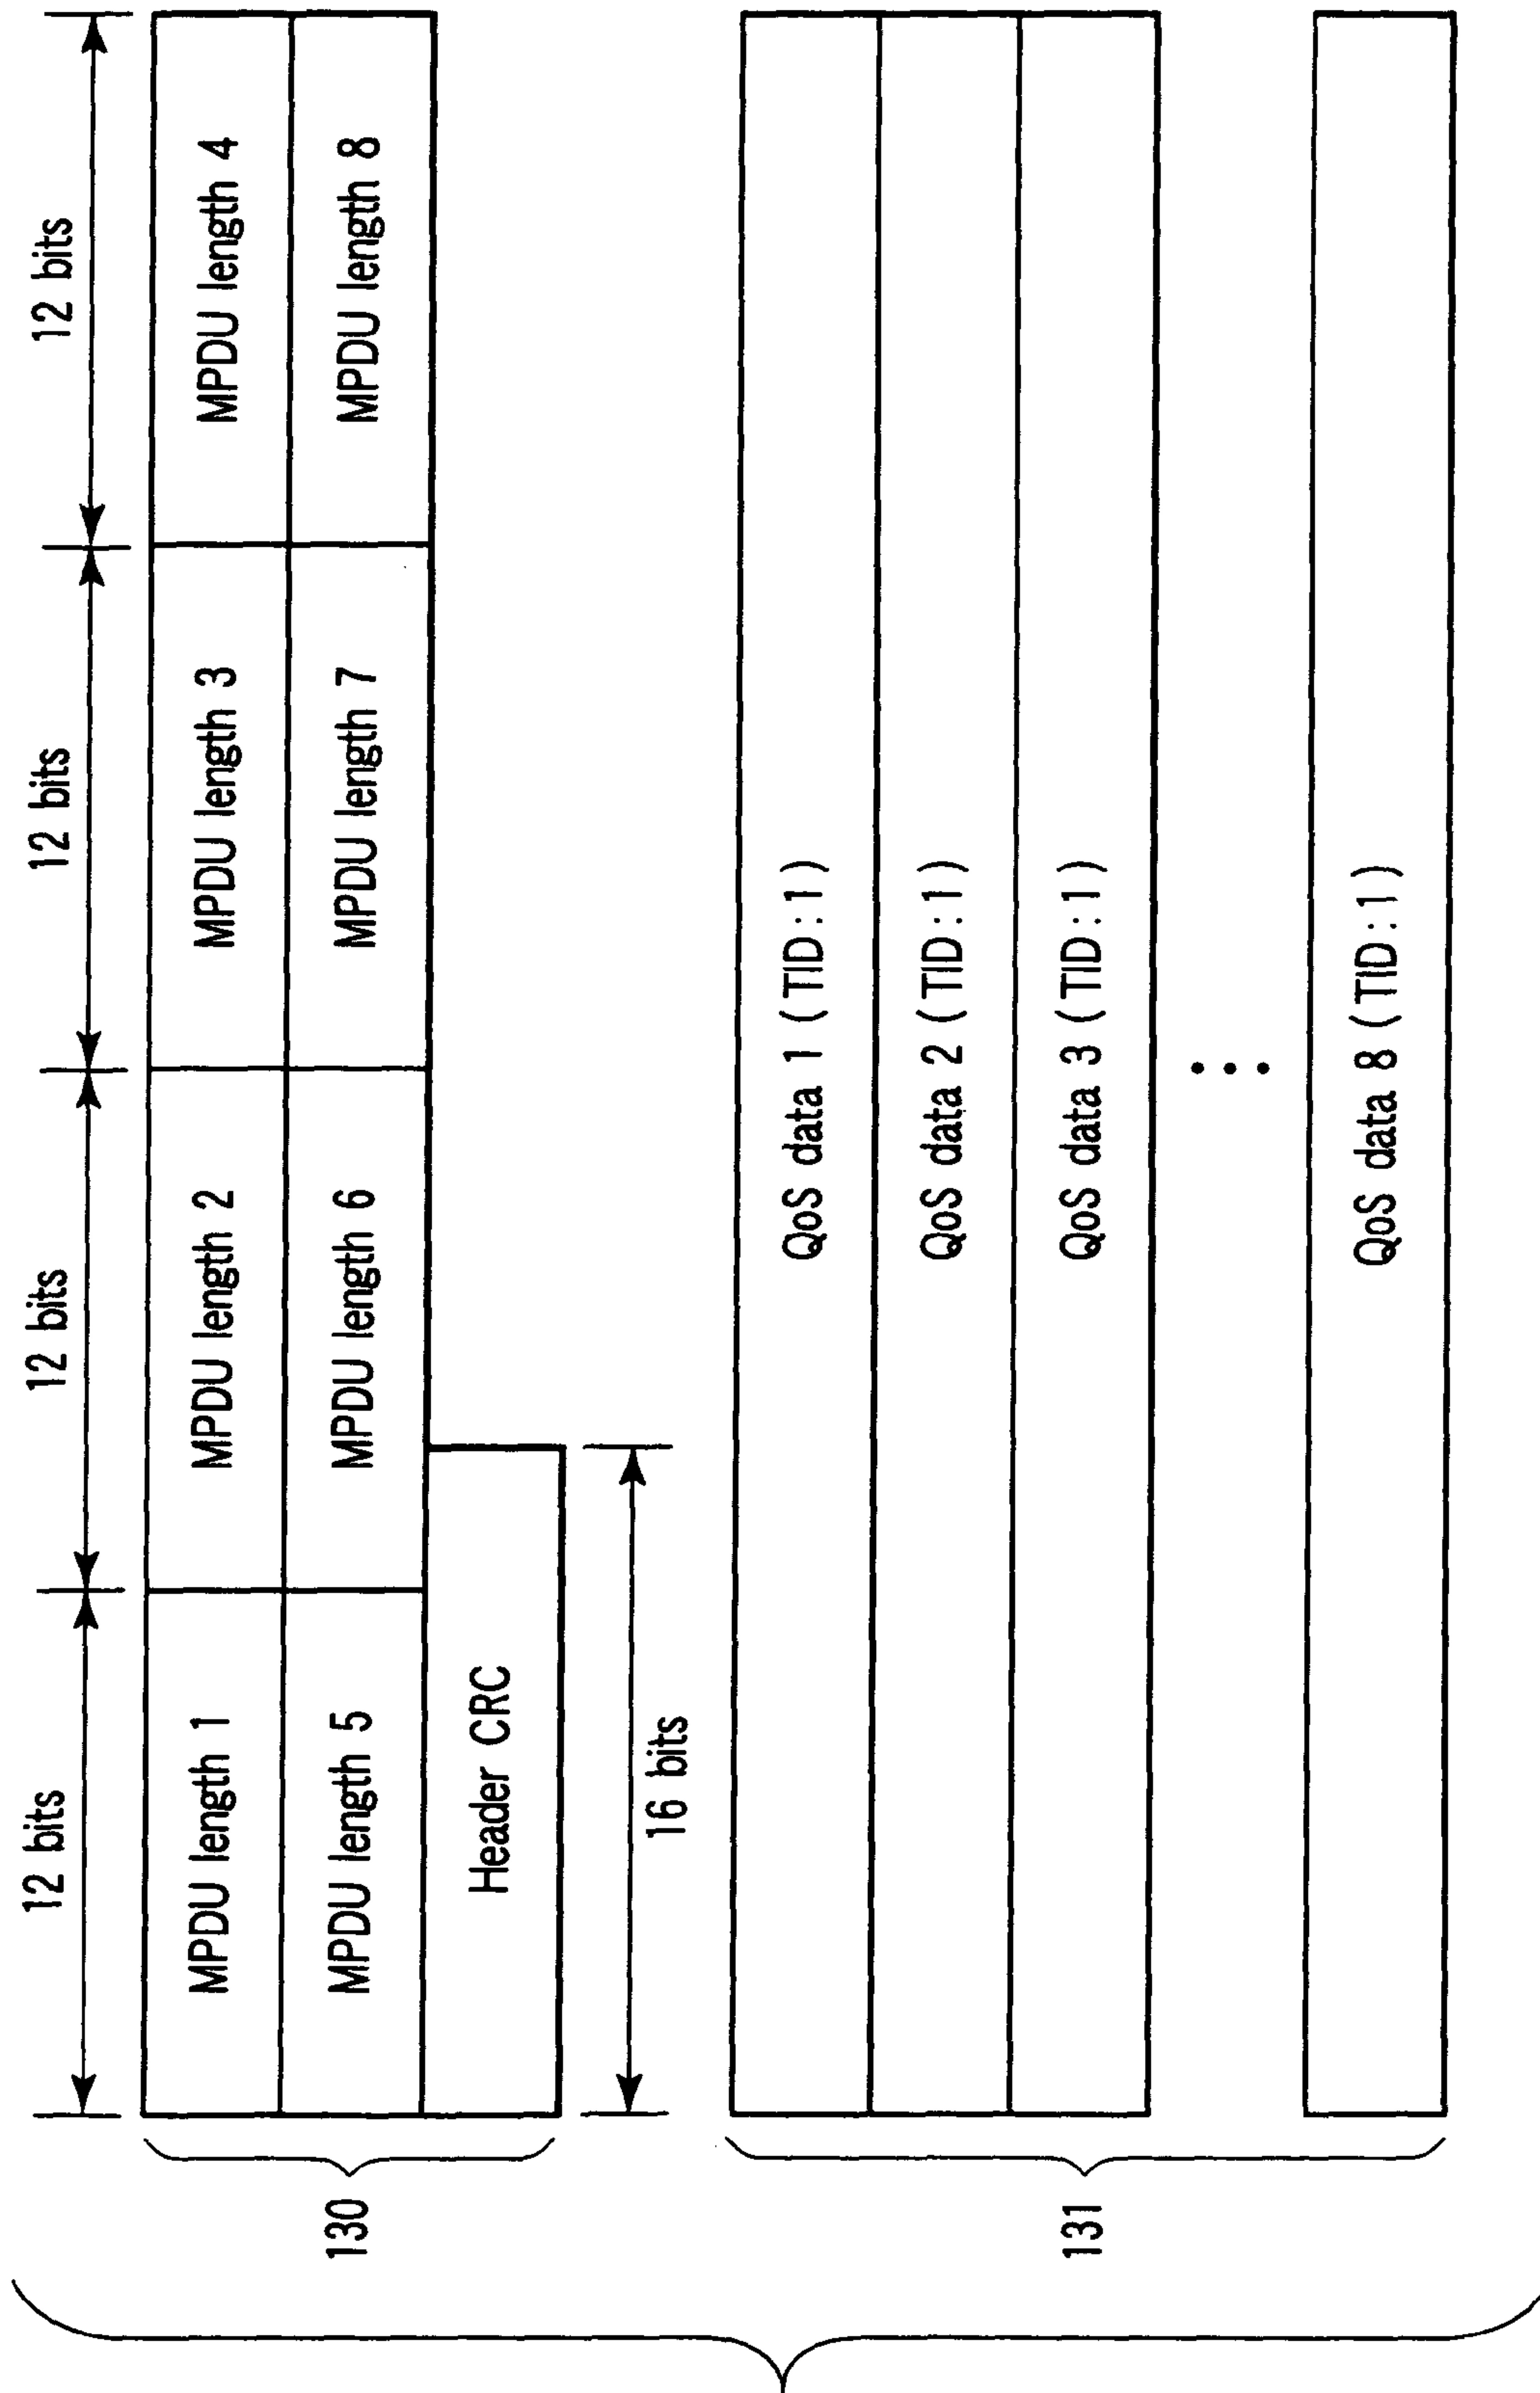 12 bits 12 bits 12 bits 12 bits
MPDU length 1 MPDU length 2 MPDU length 3 MPDU length 4
MPDU length 5 MPDU length 6 MPDU length 7 MPDU length 8
Header CRC
16 bits
130
QoS data 1 (TID:1)
QoS data 2 (TID:1)
QoS data 3 (TID:1)
...
QoS data 8 (TID:1)
131